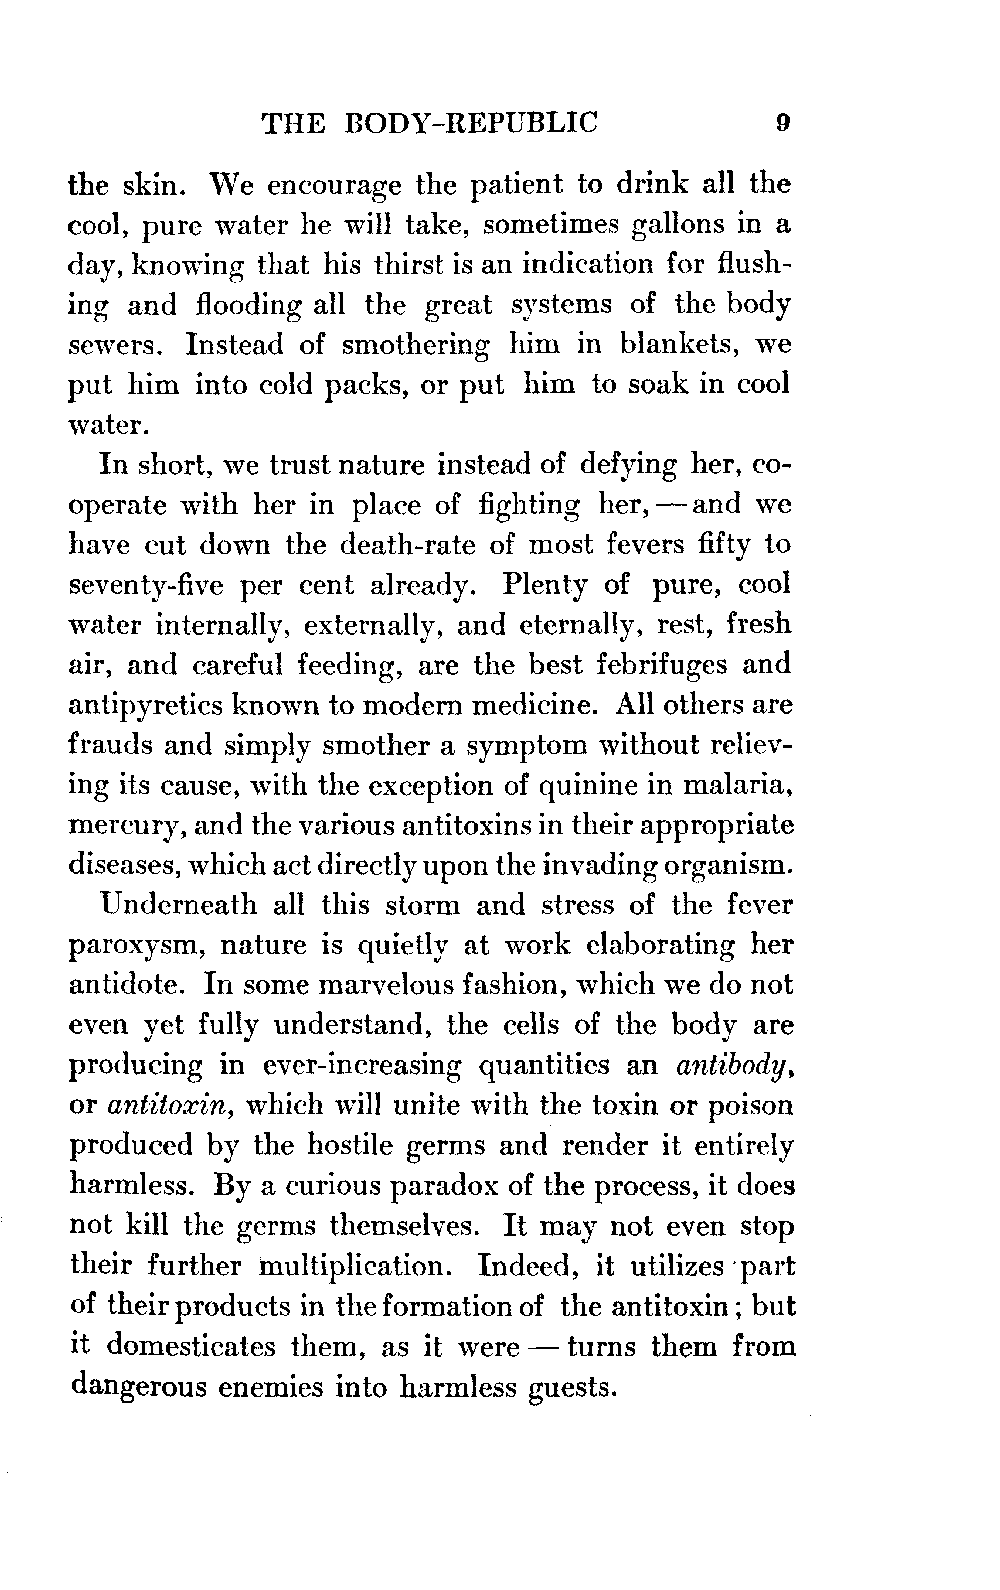 THE BODY-REPUBLIC 9
the skin. We encourage the patient to drink all the
cool, pure water he will take, sometimes gallons in a
day, knowing that his thirst is an indication for flush-
ing and flooding all the great systems of the body
sewers. Instead of smothering him in blankets, we
put him into cold packs, or put him to soak in cool
water.
In short, we trust nature instead of defying her, co-
operate with her in place of fighting her, — and we
have cut down the death-rate of most fevers fifty to
seventy-five per cent already. Plenty of pure, cool
water internally, externally, and eternally, rest, fresh
air, and careful feeding, are the best febrifuges and
antipyretics known to modern medicine. All others are
frauds and simply smother a symptom without reliev-
ing its cause, with the exception of quinine in malaria,
mercury, and the various antitoxins in their appropriate
diseases, which act directly upon the invading organism.
Underneath all this storm and stress of the fever
paroxysm, nature is quietly at work elaborating her
antidote. In some marvelous fashion, which we do not
even yet fully understand, the cells of the body are
producing in ever-increasing quantities an antibody,
or antitoxin, which will unite with the toxin or poison
produced by the hostile germs and render it entirely
harmless. By a curious paradox of the process, it does
not kill the germs themselves. It may not even stop
their further multiplication. Indeed, it utilizes part
of their products in the formation of the antitoxin; but
it domesticates them, as it were — turns them from
dangerous enemies into harmless guests.